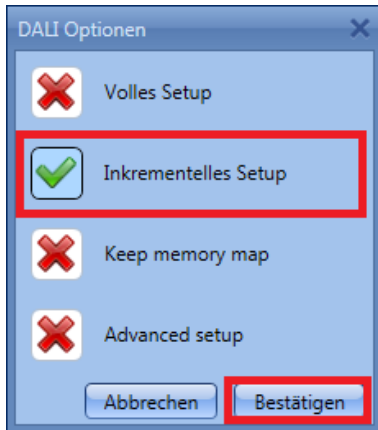 DALI Optionen
Volles Setup
Inkrementelles Setup
Keep memory map
Advanced setup
Abbrechen Bestätigen